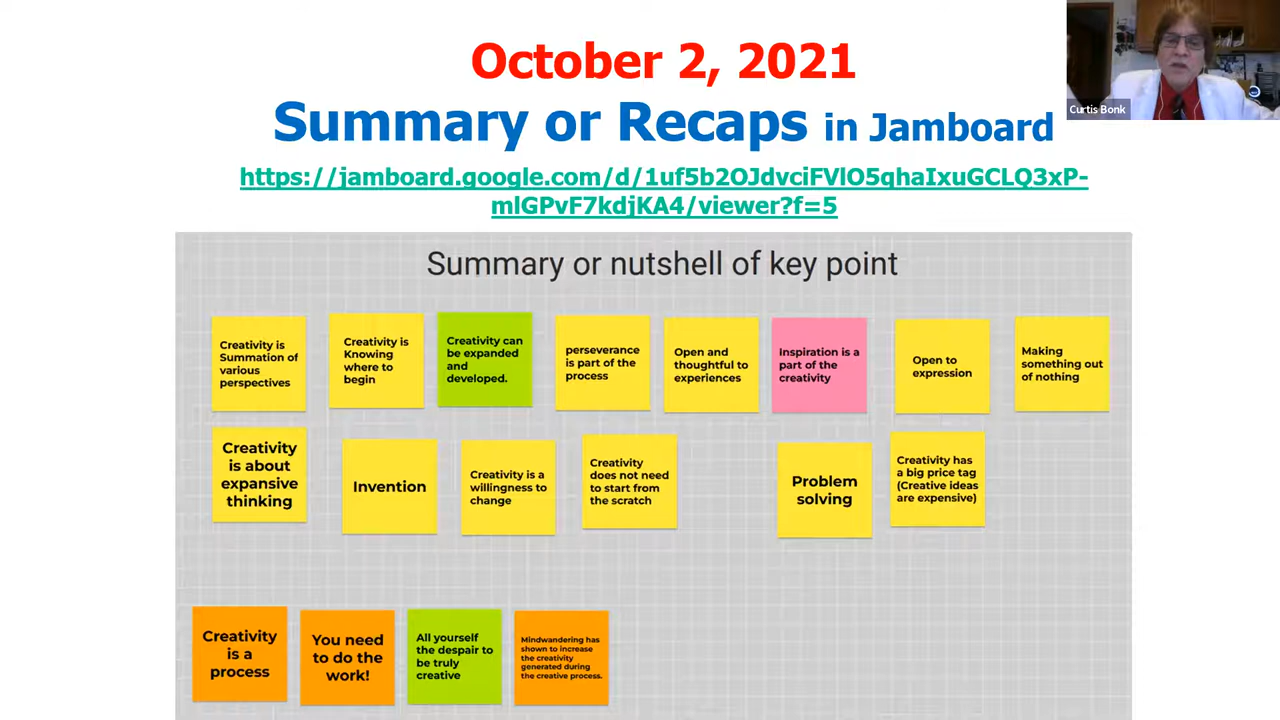 October 2, 2021
Summary or Recaps in Jamboard
https://jamboard.google.com/d/1uf5b2OJdvciFVlO5qhaIxuGCLQ3xP-
mlGPvF7kdjKA4/viewer?f=5
Curtis Bonk
Summary or nutshell of key point
Creativity is
Summation of
various
perspectives
Creativity is
Knowing
where to
begin
Creativity can
be expanded
and
developed.
perseverance
is part of the
process
Open and
thoughtful to
experiences
Inspiration is a
part of the
creativity
Open to
expression
Making
something out
of nothing
Creativity
is about
expansive
thinking
Invention
Creativity is a
willingness to
change
Creativity
does not need
to start from
the scratch
Problem
solving
Creativity has
a big price tag
(Creative ideas
are expensive)
Creativity
is a
process
You need
to do the
work!
All yourself
the despair to
be truly
creative
Mindwandering has
shown to increase
the creativity
generated during
the creative process.